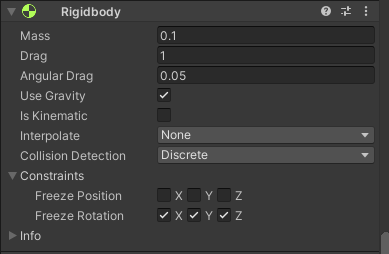 Rigidbody
Mass 0.1
Drag 1
Angular Drag 0.05
Use Gravity
Is Kinematic
Interpolate None
Collision Detection Discrete
Constraints
Freeze Position X Y Z
Freeze Rotation X Y Z
Info